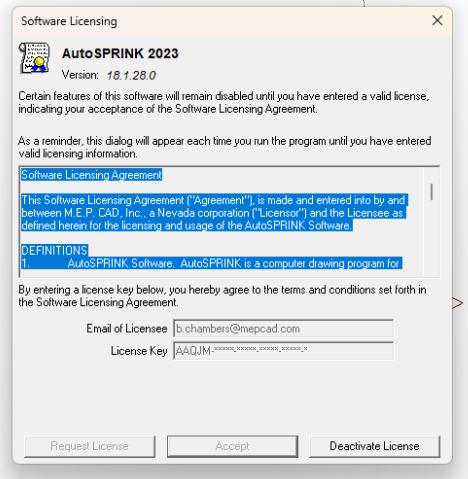 Software Licensing
AutoSPRINK 2023
Version: 18.1.28.0
Certain features of this software will remain disabled until you have entered a valid license,
indicating your acceptance of the Software Licensing Agreement.
As a reminder, this dialog will appear each time you run the program until you have entered
valid licensing information.
Software Licensing Agreement
This Software Licensing Agreement ("Agreement"), is made and entered into by and
between M.E.P. CAD, Inc., a Nevada corporation ("Licensor") and the Licensee as
defined herein for the licensing and usage of the AutoSPRINK Software.
DEFINITIONS
1. AutoSPRINK Software. AutoSPRINK is a computer drawing program for
By entering a license key below, you hereby agree to the terms and conditions set forth in
the Software Licensing Agreement.
Email of Licensee b.chambers@mepcad.com
License Key AAQJM-*****-*****-*****-*****-*
Request License Accept Deactivate License